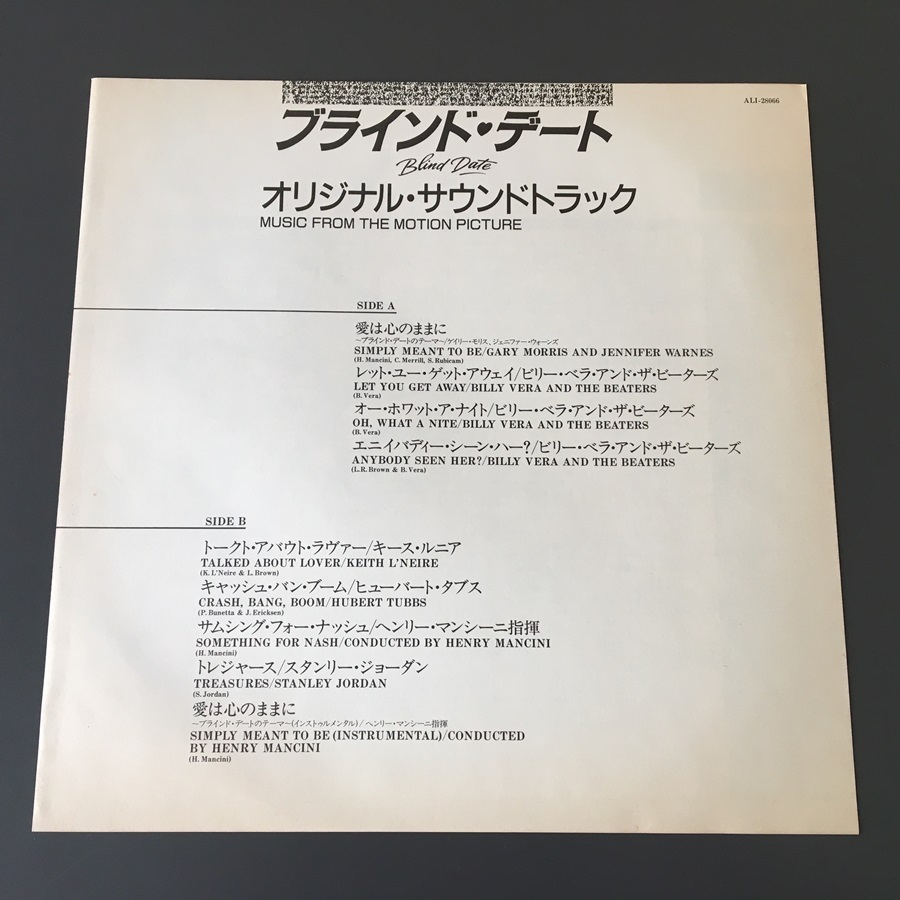 ALI-28066
ブラインド・デート
Blind Date
オリジナル・サウンドトラック
MUSIC FROM THE MOTION PICTURE
SIDE A
愛は心のままに
〜ブラインド・デートのテーマ〜/ゲイリー・モリス、ジェニファー・ウォーンズ
SIMPLY MEANT TO BE/GARY MORRIS AND JENNIFER WARNES
(H. Mancini, C. Merrill, S. Rubicam)
レット・ユー・ゲット・アウェイ/ビリー・ベラ・アンド・ザ・ビーターズ
LET YOU GET AWAY/BILLY VERA AND THE BEATERS
(B. Vera)
オー・ホワット・ア・ナイト/ビリー・ベラ・アンド・ザ・ビーターズ
OH, WHAT A NITE/BILLY VERA AND THE BEATERS
(B. Vera)
エニイバディー・シーン・ハー?/ビリー・ベラ・アンド・ザ・ビーターズ
ANYBODY SEEN HER?/BILLY VERA AND THE BEATERS
(L.R. Brown & B. Vera)
SIDE B
トークト・アバウト・ラヴァー/キース・ルニア
TALKED ABOUT LOVER/KEITH L'NEIRE
(K. L'Neire & L. Brown)
キャッシュ・バン・ブーム/ヒューバート・タブス
CRASH, BANG, BOOM/HUBERT TUBBS
(P. Bunetta & J. Ericksen)
サムシング・フォー・ナッシュ/ヘンリー・マンシーニ指揮
SOMETHING FOR NASH/CONDUCTED BY HENRY MANCINI
(H. Mancini)
トレジャース/スタンリー・ジョーダン
TREASURES/STANLEY JORDAN
(S. Jordan)
愛は心のままに
〜ブラインド・デートのテーマ〜(インストゥルメンタル)/ヘンリー・マンシーニ指揮
SIMPLY MEANT TO BE (INSTRUMENTAL)/CONDUCTED
BY HENRY MANCINI
(H. Mancini)